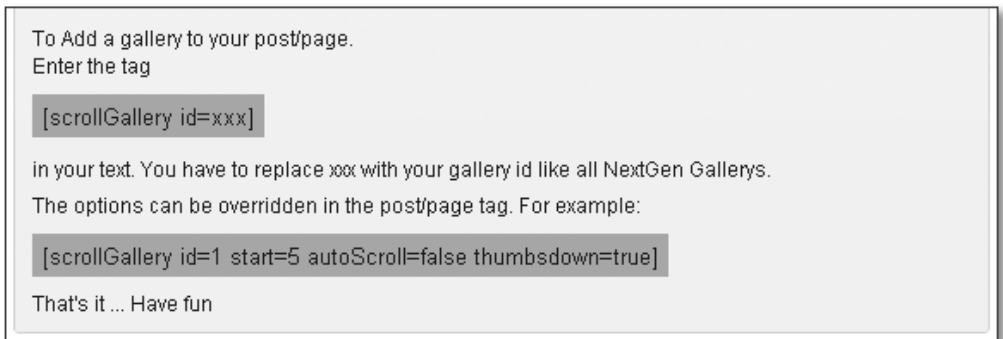 To Add a gallery to your post/page.
Enter the tag
[scrollGallery id=xxx]
in your text. You have to replace xxx with your gallery id like all NextGen Gallerys.
The options can be overridden in the post/page tag. For example:
[scrollGallery id=1 start=5 autoScroll=false thumbsdown=true]
That's it ... Have fun